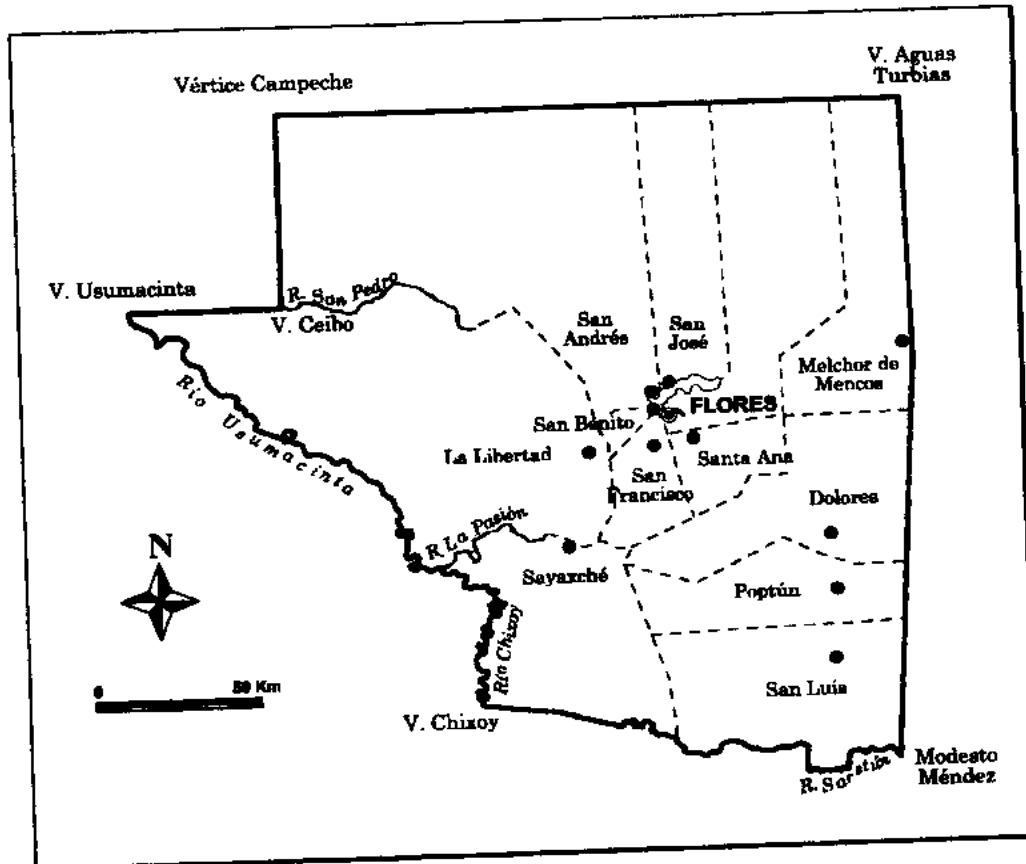 V. Aguas
Turbias
Vértice Campeche
V. Usumacinta
R. San Pedro
V. Ceibo
San
Andrés
San
José
Melchor de
Mencos
FLORES
San Benito
Río Usumacinta
La Libertad
Santa Ana
San
Francisco
Dolores
R. La Pasión
N
Sayaxché
Poptún
Río Chixoy
0
50 Km
San Luis
V. Chixoy
Modesto
Méndez
R. Sarstún